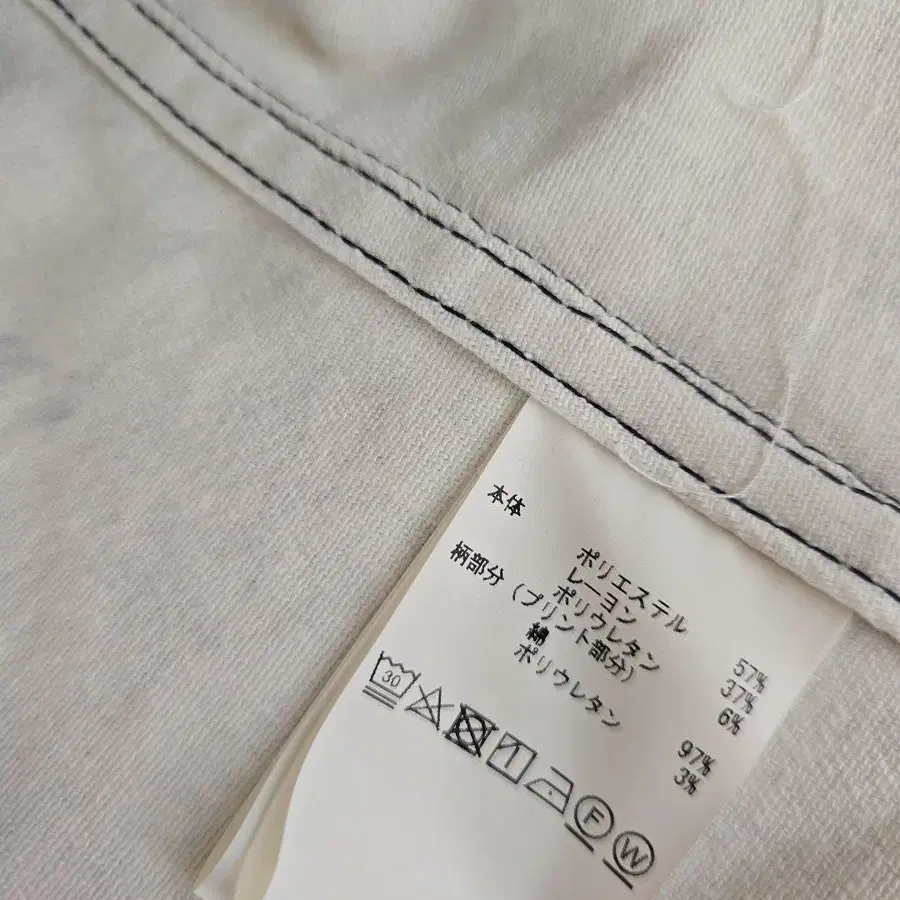 本体
ポリエステル 57%
レーヨン 37%
ポリウレタン 6%
柄部分(プリント部分)
綿 97%
ポリウレタン 3%
30
F
W